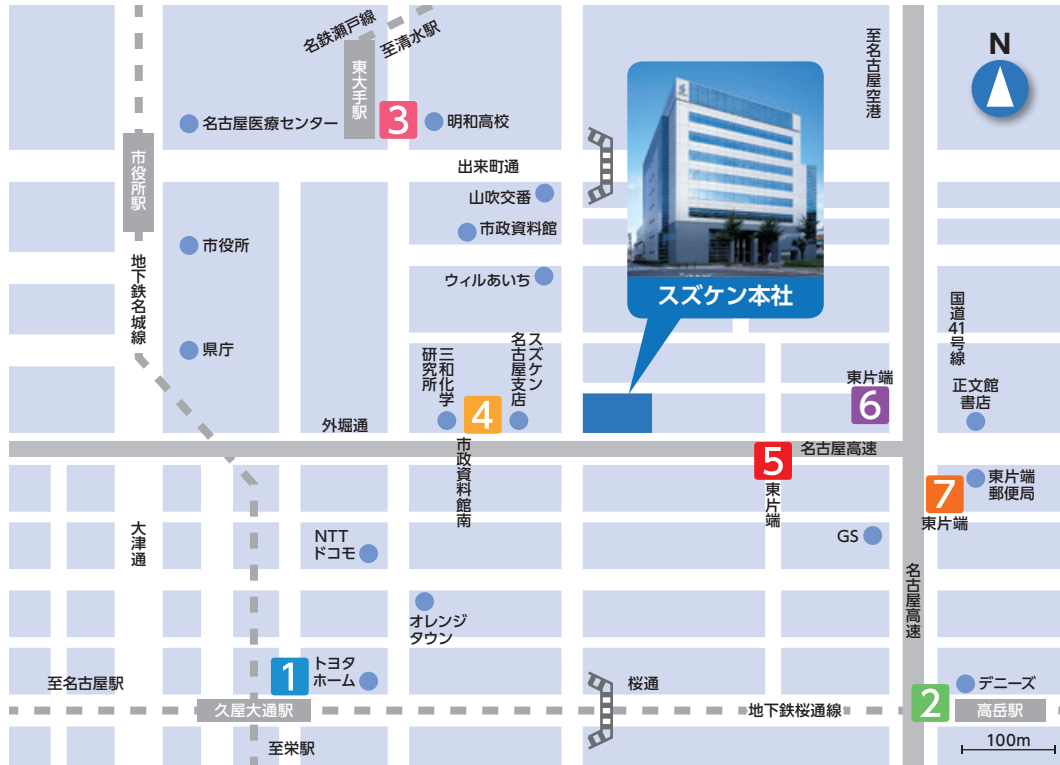 名鉄瀬戸線
至清水駅
東大手駅
3
名古屋医療センター
明和高校
至名古屋空港
N
市役所駅
出来町通
山吹交番
市政資料館
市役所
ウィルあいち
地下鉄名城線
スズケン本社
国道41号線
県庁
三和化学
研究所
スズケン
名古屋支店
4
東片端
6
正文館
書店
外堀通
名古屋高速
市政資料館南
5
東片端
7
東片端
郵便局
東片端
大津通
NTT
ドコモ
GS
名古屋高速
オレンジ
タウン
1
トヨタ
ホーム
至名古屋駅
桜通
デニーズ
久屋大通駅
地下鉄桜通線
2
高岳駅
至栄駅
100m